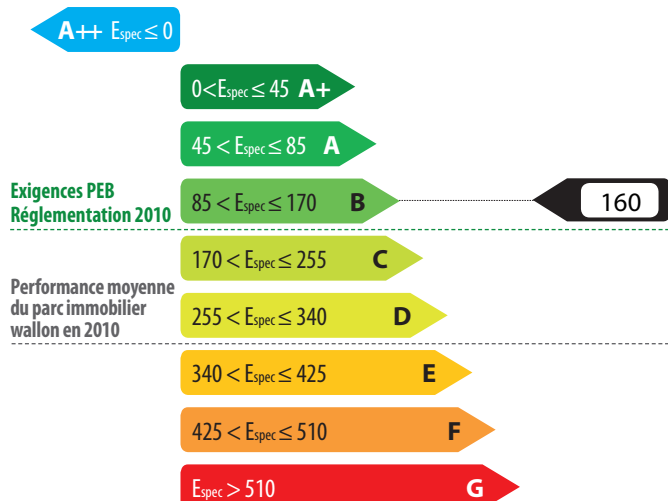 A++ Espec ≤ 0
0 < Espec ≤ 45 A+
45 < Espec ≤ 85 A
Exigences PEB
Réglementation 2010
85 < Espec ≤ 170 B
160
170 < Espec ≤ 255 C
Performance moyenne
du parc immobilier
wallon en 2010
255 < Espec ≤ 340 D
340 < Espec ≤ 425 E
425 < Espec ≤ 510 F
Espec > 510 G